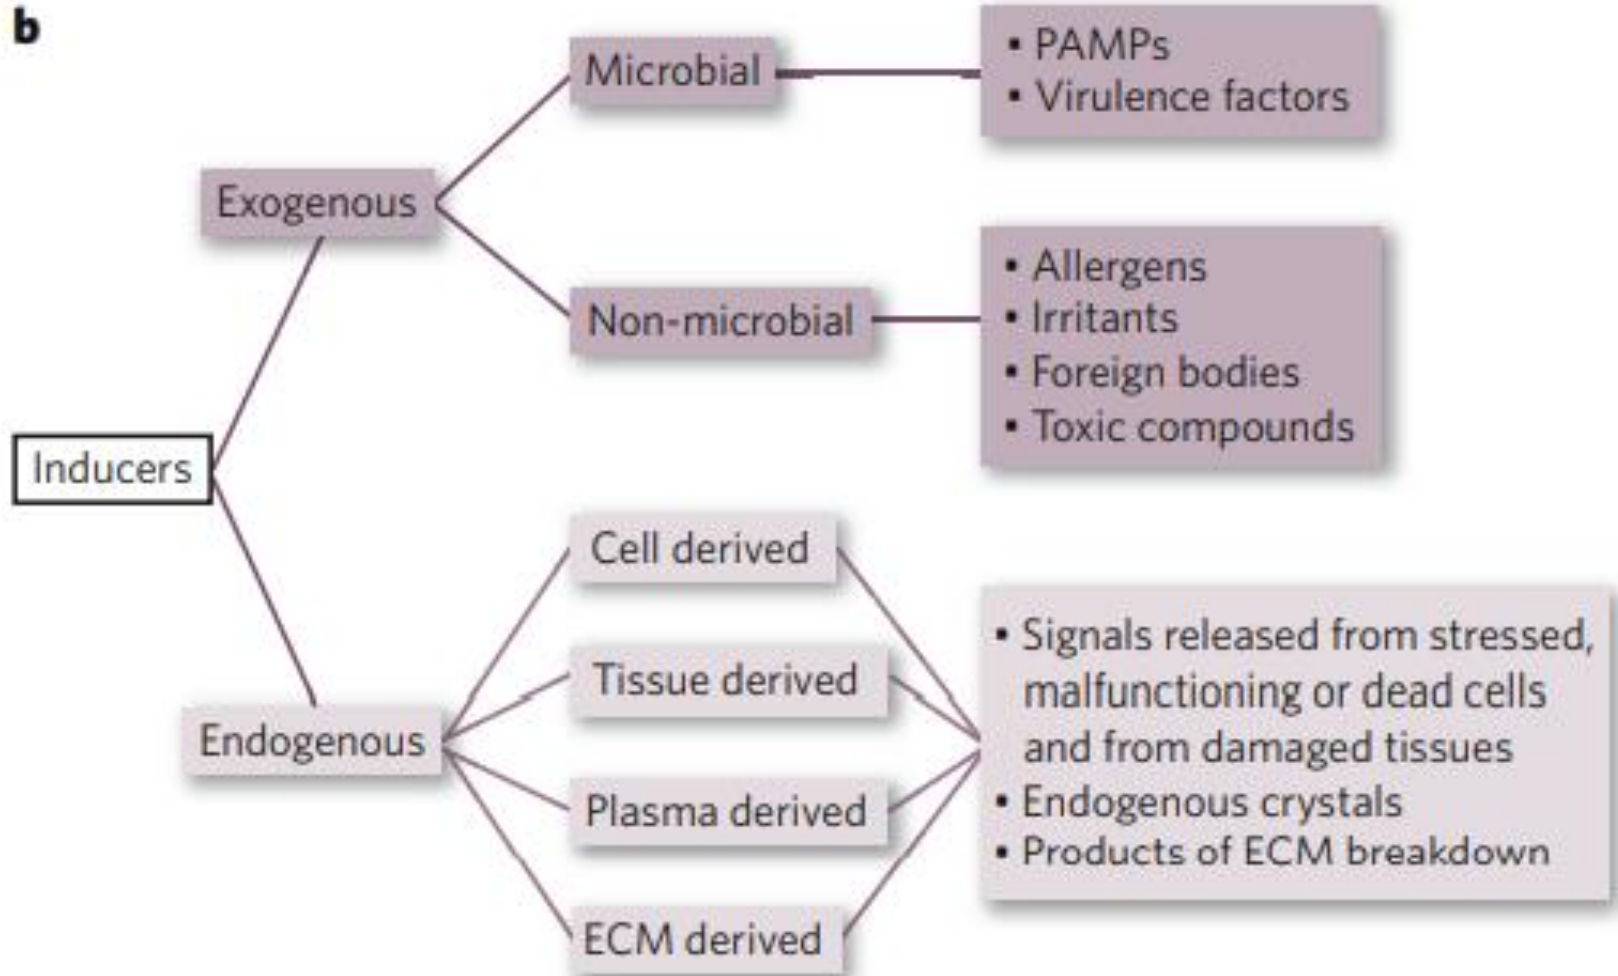 b
Microbial
▪ PAMPs
▪ Virulence factors
Exogenous
Non-microbial
▪ Allergens
▪ Irritants
▪ Foreign bodies
▪ Toxic compounds
Inducers
Cell derived
Tissue derived
Endogenous
Plasma derived
ECM derived
▪ Signals released from stressed,
malfunctioning or dead cells
and from damaged tissues
▪ Endogenous crystals
▪ Products of ECM breakdown